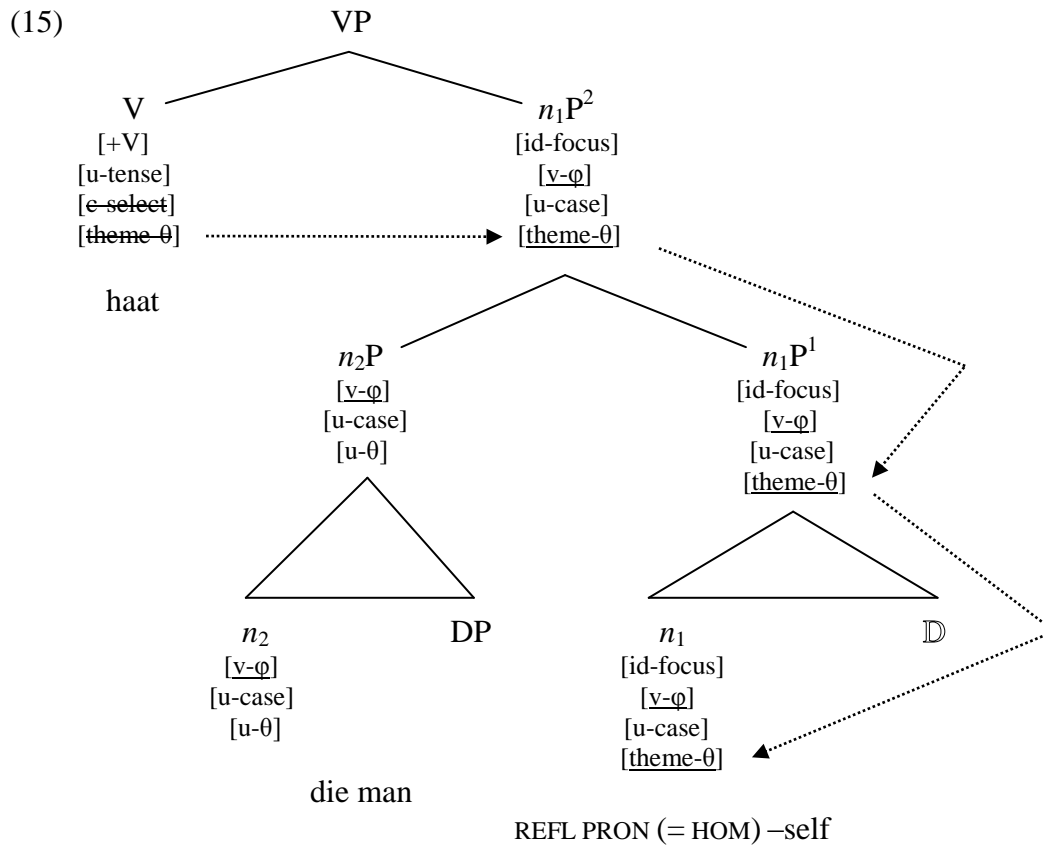 (15) VP
V n₁P²
[+V] [id-focus]
[u-tense] [v-φ]
[c-select] [u-case]
[theme-θ] [theme-θ]
haat
n₂P n₁P¹
[v-φ] [id-focus]
[u-case] [v-φ]
[u-θ] [u-case]
[theme-θ]
n₂ DP n₁ 𝔻
[v-φ] [id-focus]
[u-case] [v-φ]
[u-θ] [u-case]
[theme-θ]
die man
REFL PRON (= HOM) –self